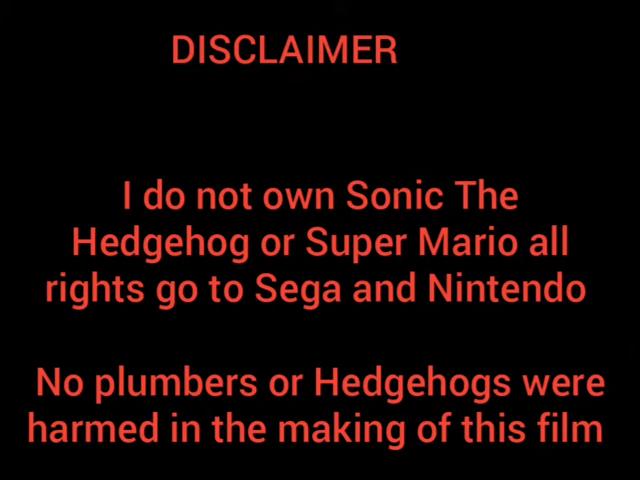 DISCLAIMER
I do not own Sonic The
Hedgehog or Super Mario all
rights go to Sega and Nintendo
No plumbers or Hedgehogs were
harmed in the making of this film